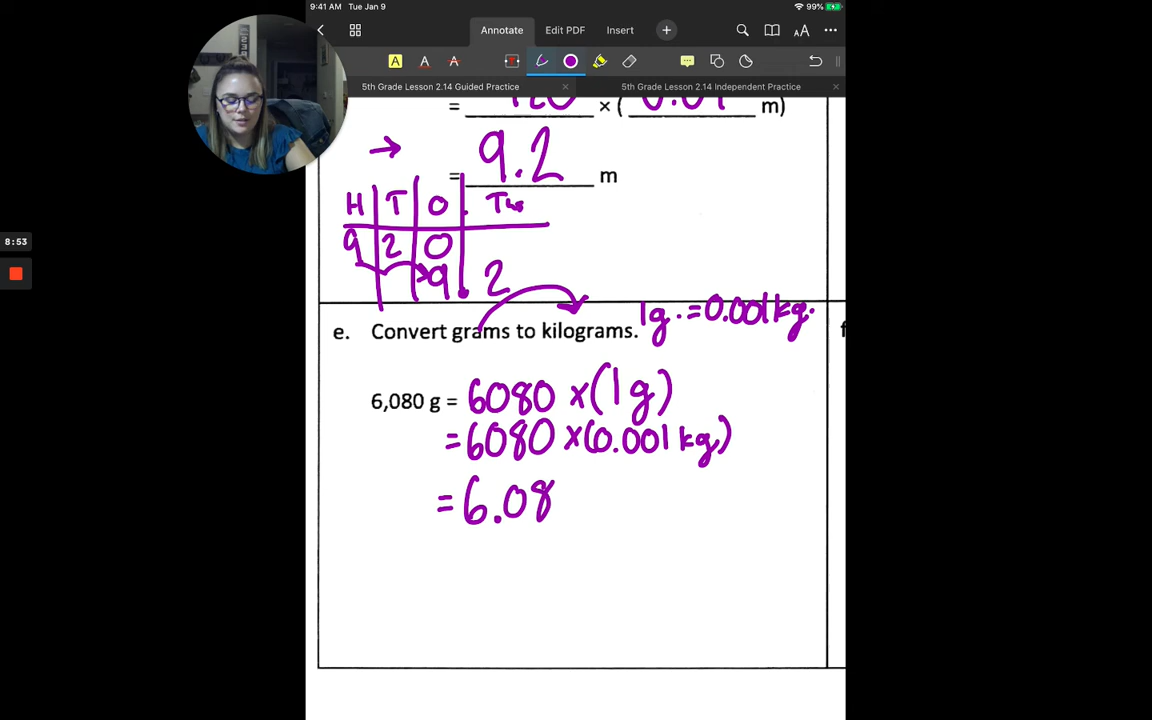 9:41 AM Tue Jan 9 99%
Annotate Edit PDF Insert
5th Grade Lesson 2.14 Guided Practice 5th Grade Lesson 2.14 Independent Practice
= × ( m)
9.2
= m
H T O . Ths
9 2 0
9 . 2
8:53
1g. = 0.001kg.
e. Convert grams to kilograms.
6,080 g = 6080 x (1g)
= 6080 x (0.001 kg)
= 6.08